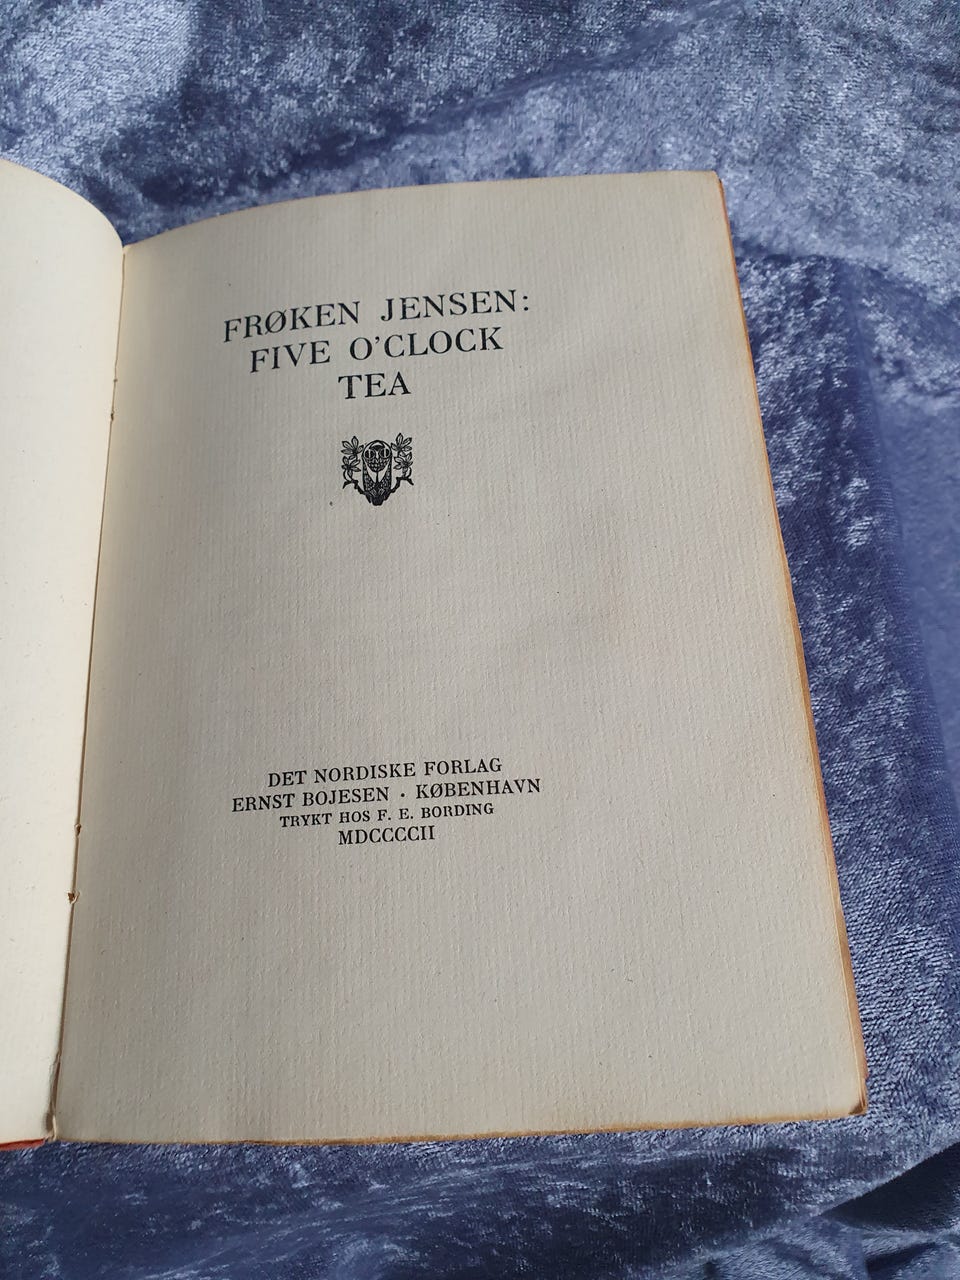 FRØKEN JENSEN:
FIVE O'CLOCK
TEA
DET NORDISKE FORLAG
ERNST BOJESEN · KØBENHAVN
TRYKT HOS F. E. BORDING
MDCCCCII